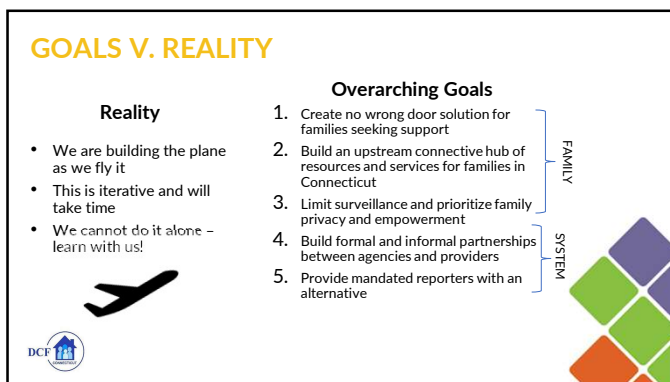 GOALS V. REALITY
Reality
• We are building the plane
as we fly it
• This is iterative and will
take time
• We cannot do it alone –
learn with us!
Overarching Goals
1. Create no wrong door solution for
families seeking support
2. Build an upstream connective hub of
resources and services for families in
Connecticut
3. Limit surveillance and prioritize family
privacy and empowerment
4. Build formal and informal partnerships
between agencies and providers
5. Provide mandated reporters with an
alternative
FAMILY
SYSTEM
DCF
CONNECTICUT